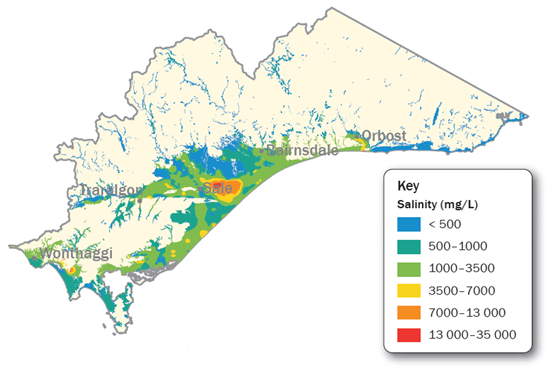 Orbost
Bairnsdale
Traralgon
Sale
Wonthaggi
Key
Salinity (mg/L)
< 500
500–1000
1000–3500
3500–7000
7000–13 000
13 000–35 000